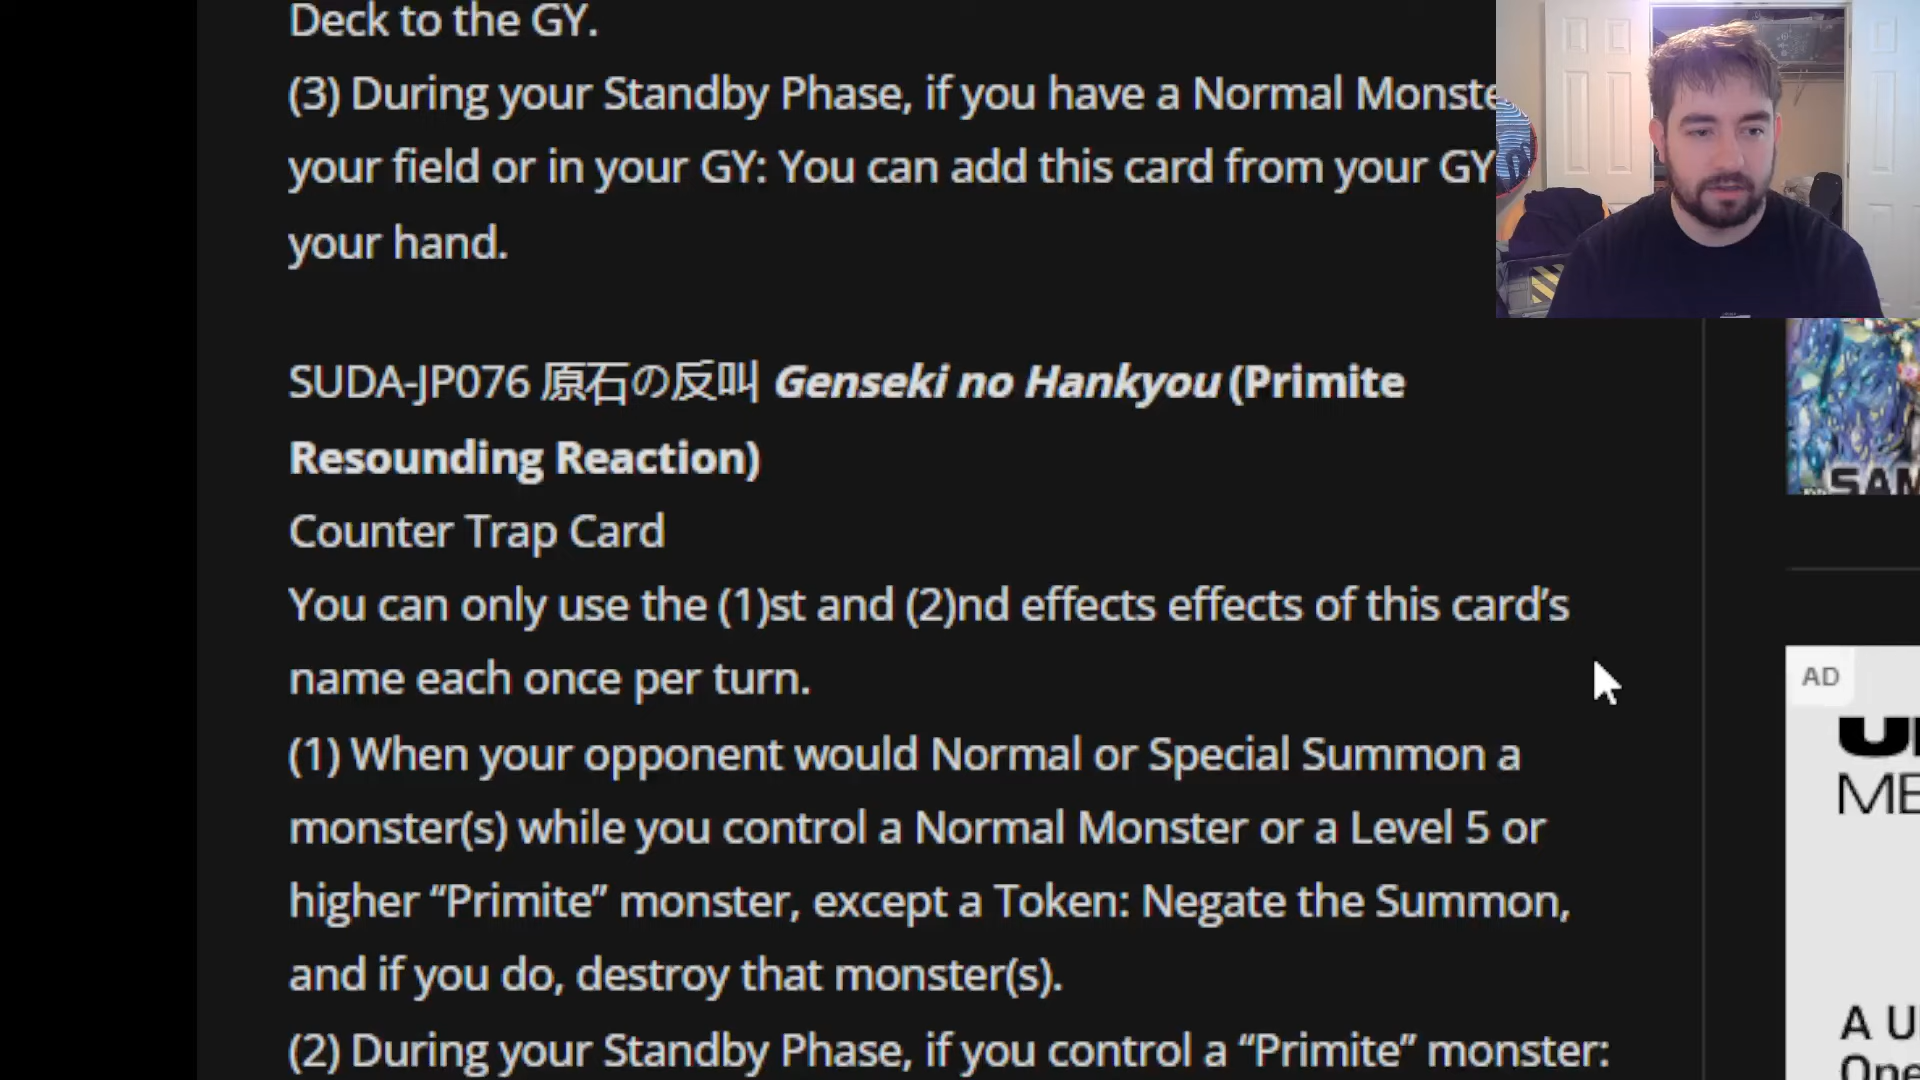 Deck to the GY.
(3) During your Standby Phase, if you have a Normal Monste
your field or in your GY: You can add this card from your GY
your hand.
SUDA-JP076 原石の反叫 Genseki no Hankyou (Primite
Resounding Reaction)
Counter Trap Card
You can only use the (1)st and (2)nd effects effects of this card’s
name each once per turn.
(1) When your opponent would Normal or Special Summon a
monster(s) while you control a Normal Monster or a Level 5 or
higher “Primite” monster, except a Token: Negate the Summon,
and if you do, destroy that monster(s).
(2) During your Standby Phase, if you control a “Primite” monster:
SAM
AD
ME
A U
One